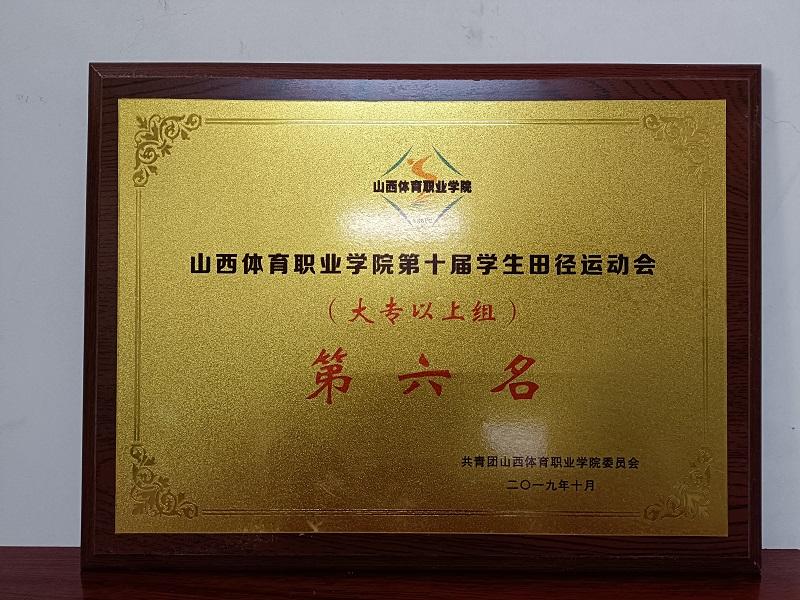 山西体育职业学院
山西体育职业学院第十届学生田径运动会
（大专以上组）
第六名
共青团山西体育职业学院委员会
二〇一九年十月